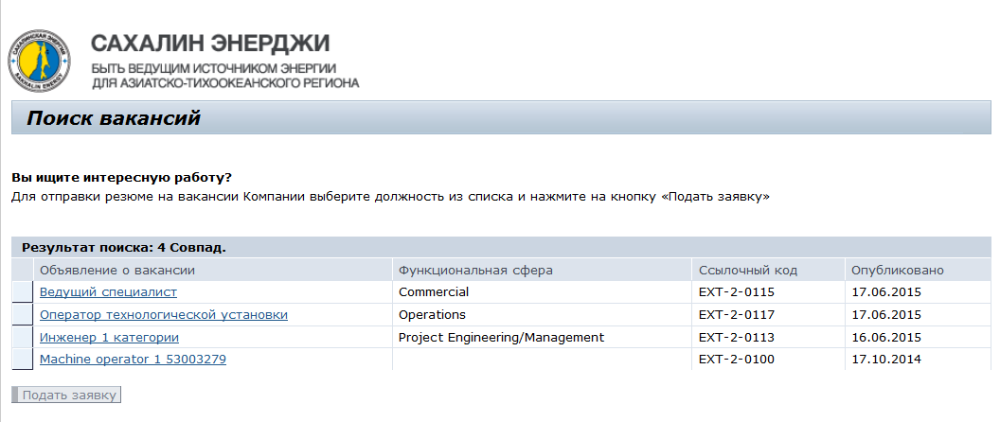 САХАЛИНСКАЯ ЭНЕРГИЯ
SAKHALIN ENERGY
САХАЛИН ЭНЕРДЖИ
БЫТЬ ВЕДУЩИМ ИСТОЧНИКОМ ЭНЕРГИИ
ДЛЯ АЗИАТСКО-ТИХООКЕАНСКОГО РЕГИОНА
Поиск вакансий
Вы ищите интересную работу?
Для отправки резюме на вакансии Компании выберите должность из списка и нажмите на кнопку «Подать заявку»
Результат поиска: 4 Совпад.
Объявление о вакансии Функциональная сфера Ссылочный код Опубликовано
Ведущий специалист Commercial EXT-2-0115 17.06.2015
Оператор технологической установки Operations EXT-2-0117 17.06.2015
Инженер 1 категории Project Engineering/Management EXT-2-0113 16.06.2015
Machine operator 1 53003279 EXT-2-0100 17.10.2014
Подать заявку